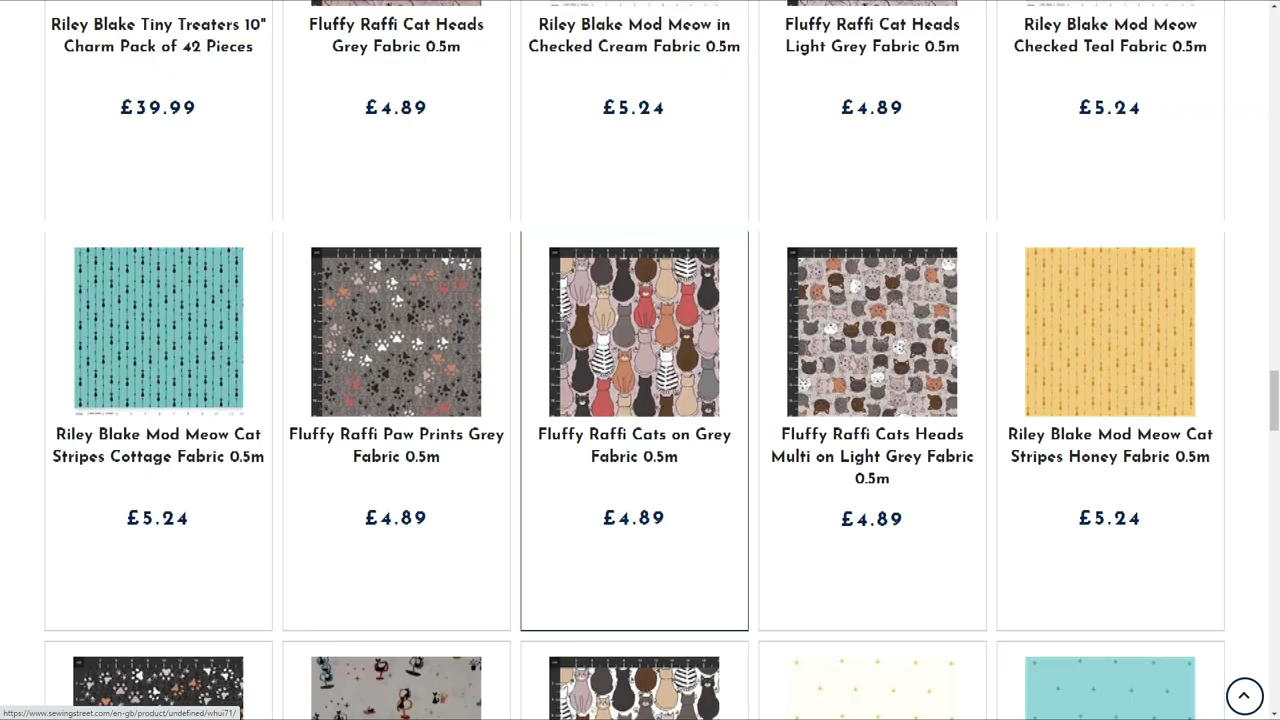 Riley Blake Tiny Treaters 10"
Charm Pack of 42 Pieces
£39.99
Fluffy Raffi Cat Heads
Grey Fabric 0.5m
£4.89
Riley Blake Mod Meow in
Checked Cream Fabric 0.5m
£5.24
Fluffy Raffi Cat Heads
Light Grey Fabric 0.5m
£4.89
Riley Blake Mod Meow
Checked Teal Fabric 0.5m
£5.24
Riley Blake Mod Meow Cat
Stripes Cottage Fabric 0.5m
£5.24
Fluffy Raffi Paw Prints Grey
Fabric 0.5m
£4.89
Fluffy Raffi Cats on Grey
Fabric 0.5m
£4.89
Fluffy Raffi Cats Heads
Multi on Light Grey Fabric
0.5m
£4.89
Riley Blake Mod Meow Cat
Stripes Honey Fabric 0.5m
£5.24
https://www.sewingstreet.com/en-gb/product/undefined/whui71/